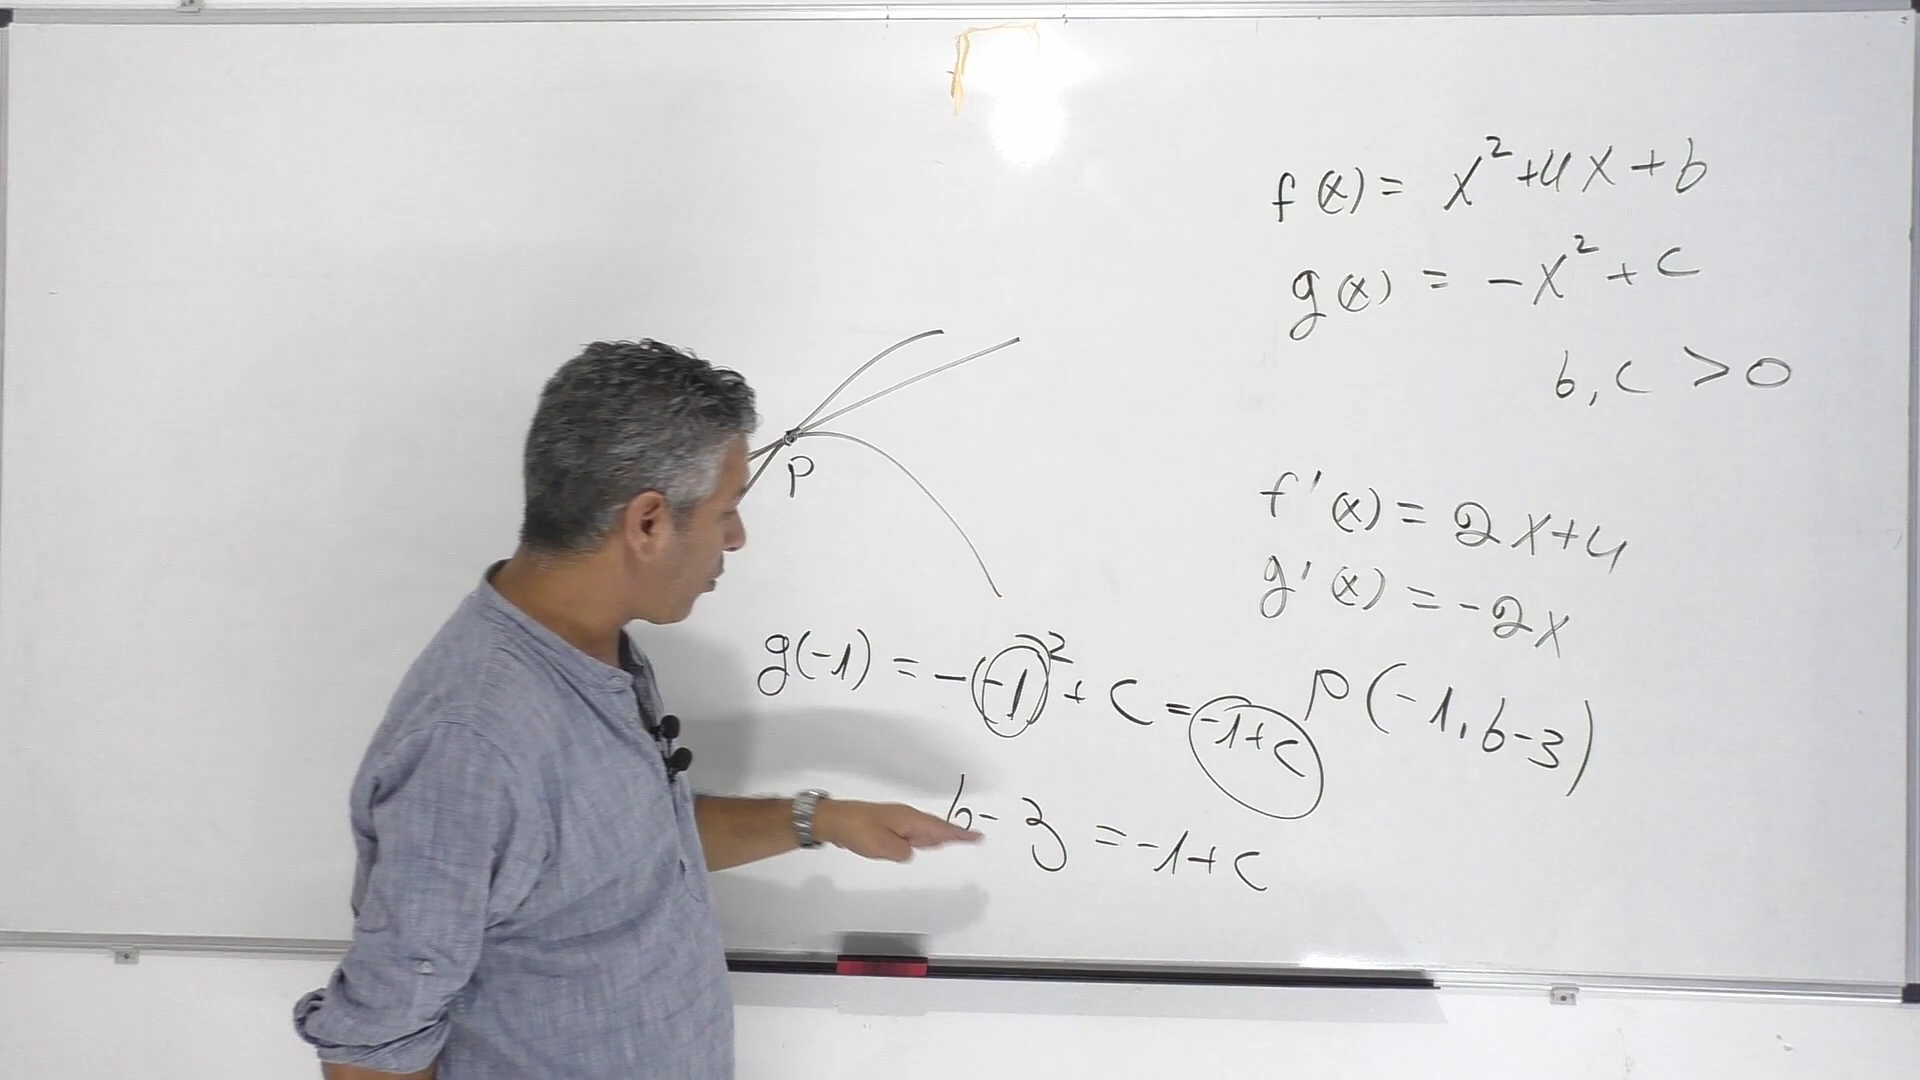 f(x) = x²+4x+b
g(x) = -x²+c
b, c > 0
P
f'(x) = 2x+4
g'(x) = -2x
g(-1) = -(-1)²+c = -1+c
P(-1, b-3)
b-3 = -1+c